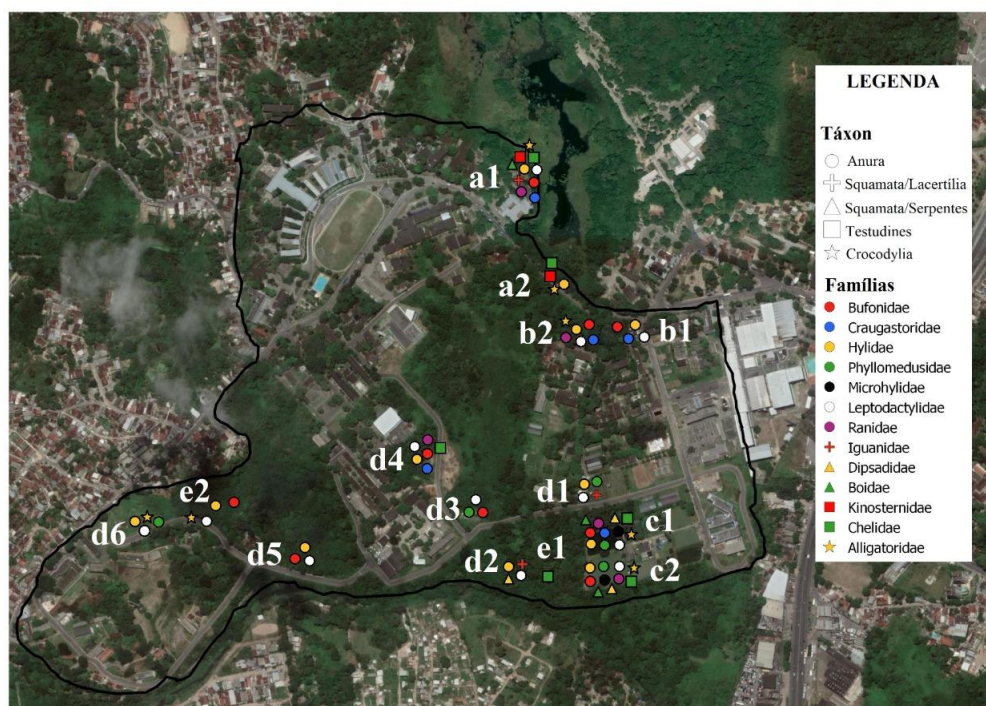 LEGENDA
Táxon
Anura
Squamata/Lacertilia
Squamata/Serpentes
Testudines
Crocodylia
Famílias
Bufonidae
Craugastoridae
Hylidae
Phyllomedusidae
Microhylidae
Leptodactylidae
Ranidae
Iguanidae
Dipsadidae
Boidae
Kinosternidae
Chelidae
Alligatoridae
a1
a2
b2
b1
d4
d1
e2
d3
c1
d6
e1
d5
d2
c2